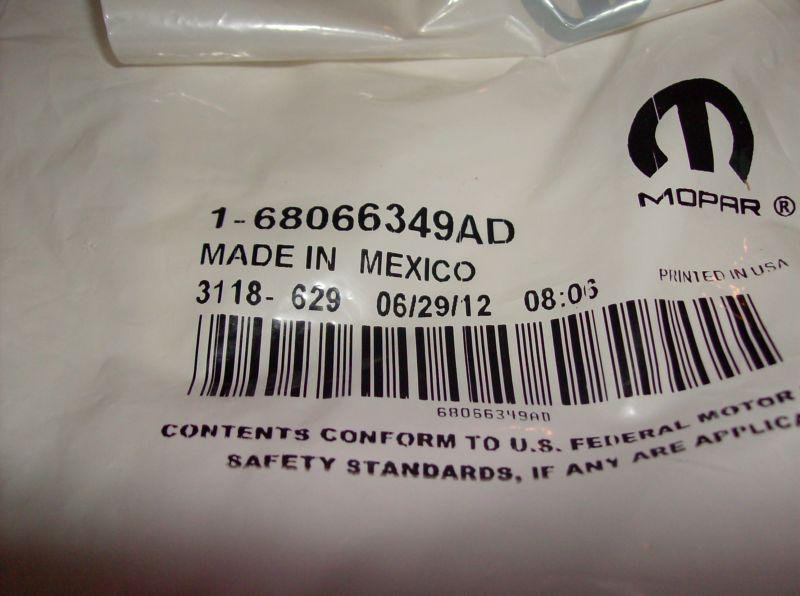 MOPAR ®
1-68066349AD
MADE IN MEXICO
PRINTED IN USA
3118- 629 06/29/12 08:06
68066349AD
CONTENTS CONFORM TO U.S. FEDERAL MOTOR
SAFETY STANDARDS, IF ANY ARE APPLICA